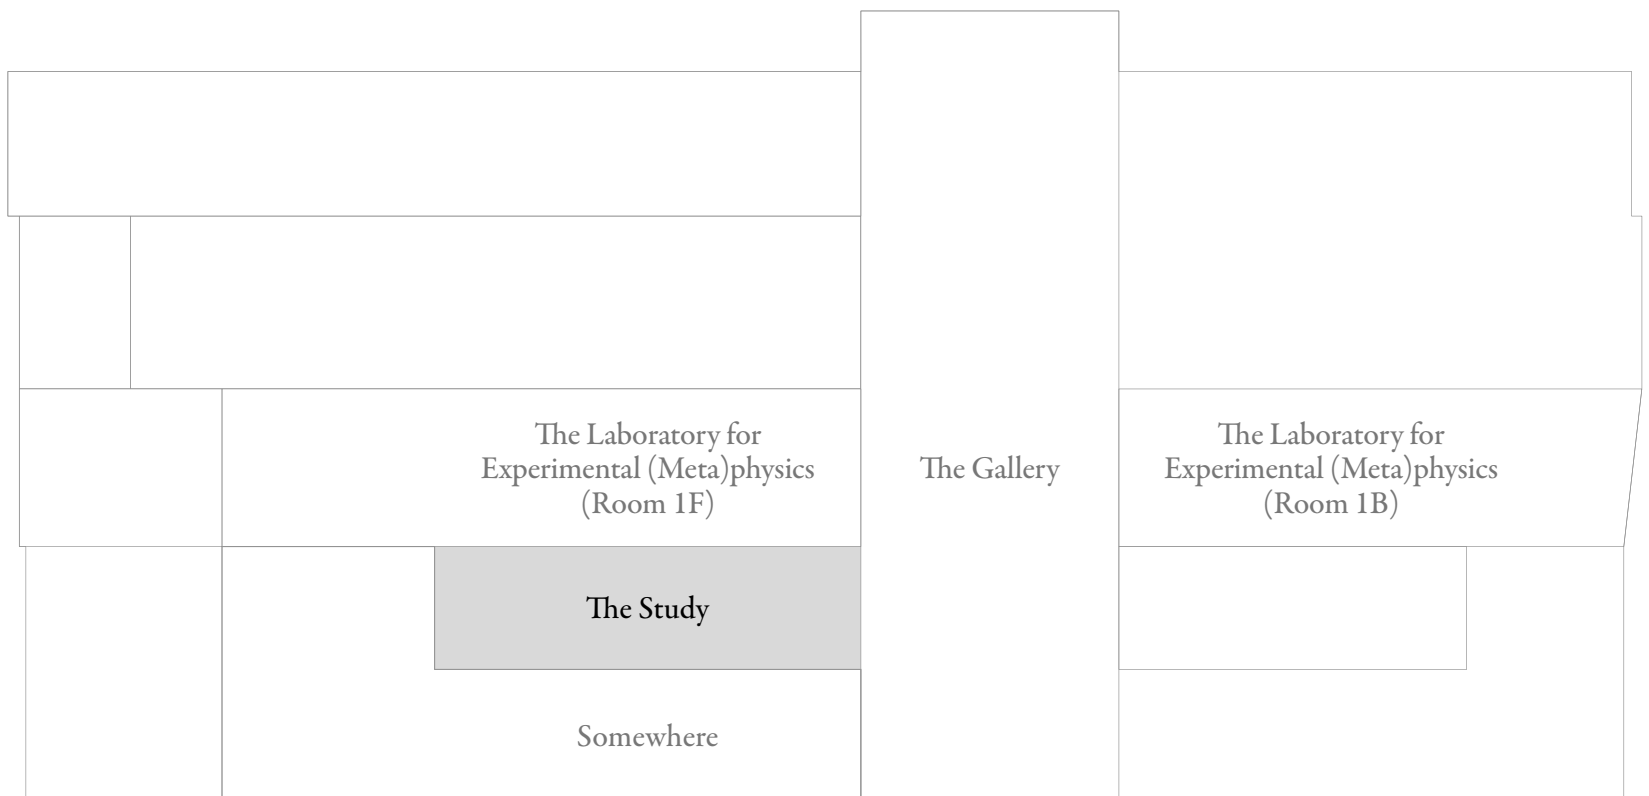 The Laboratory for
Experimental (Meta)physics
(Room 1F)
The Gallery
The Laboratory for
Experimental (Meta)physics
(Room 1B)
The Study
Somewhere